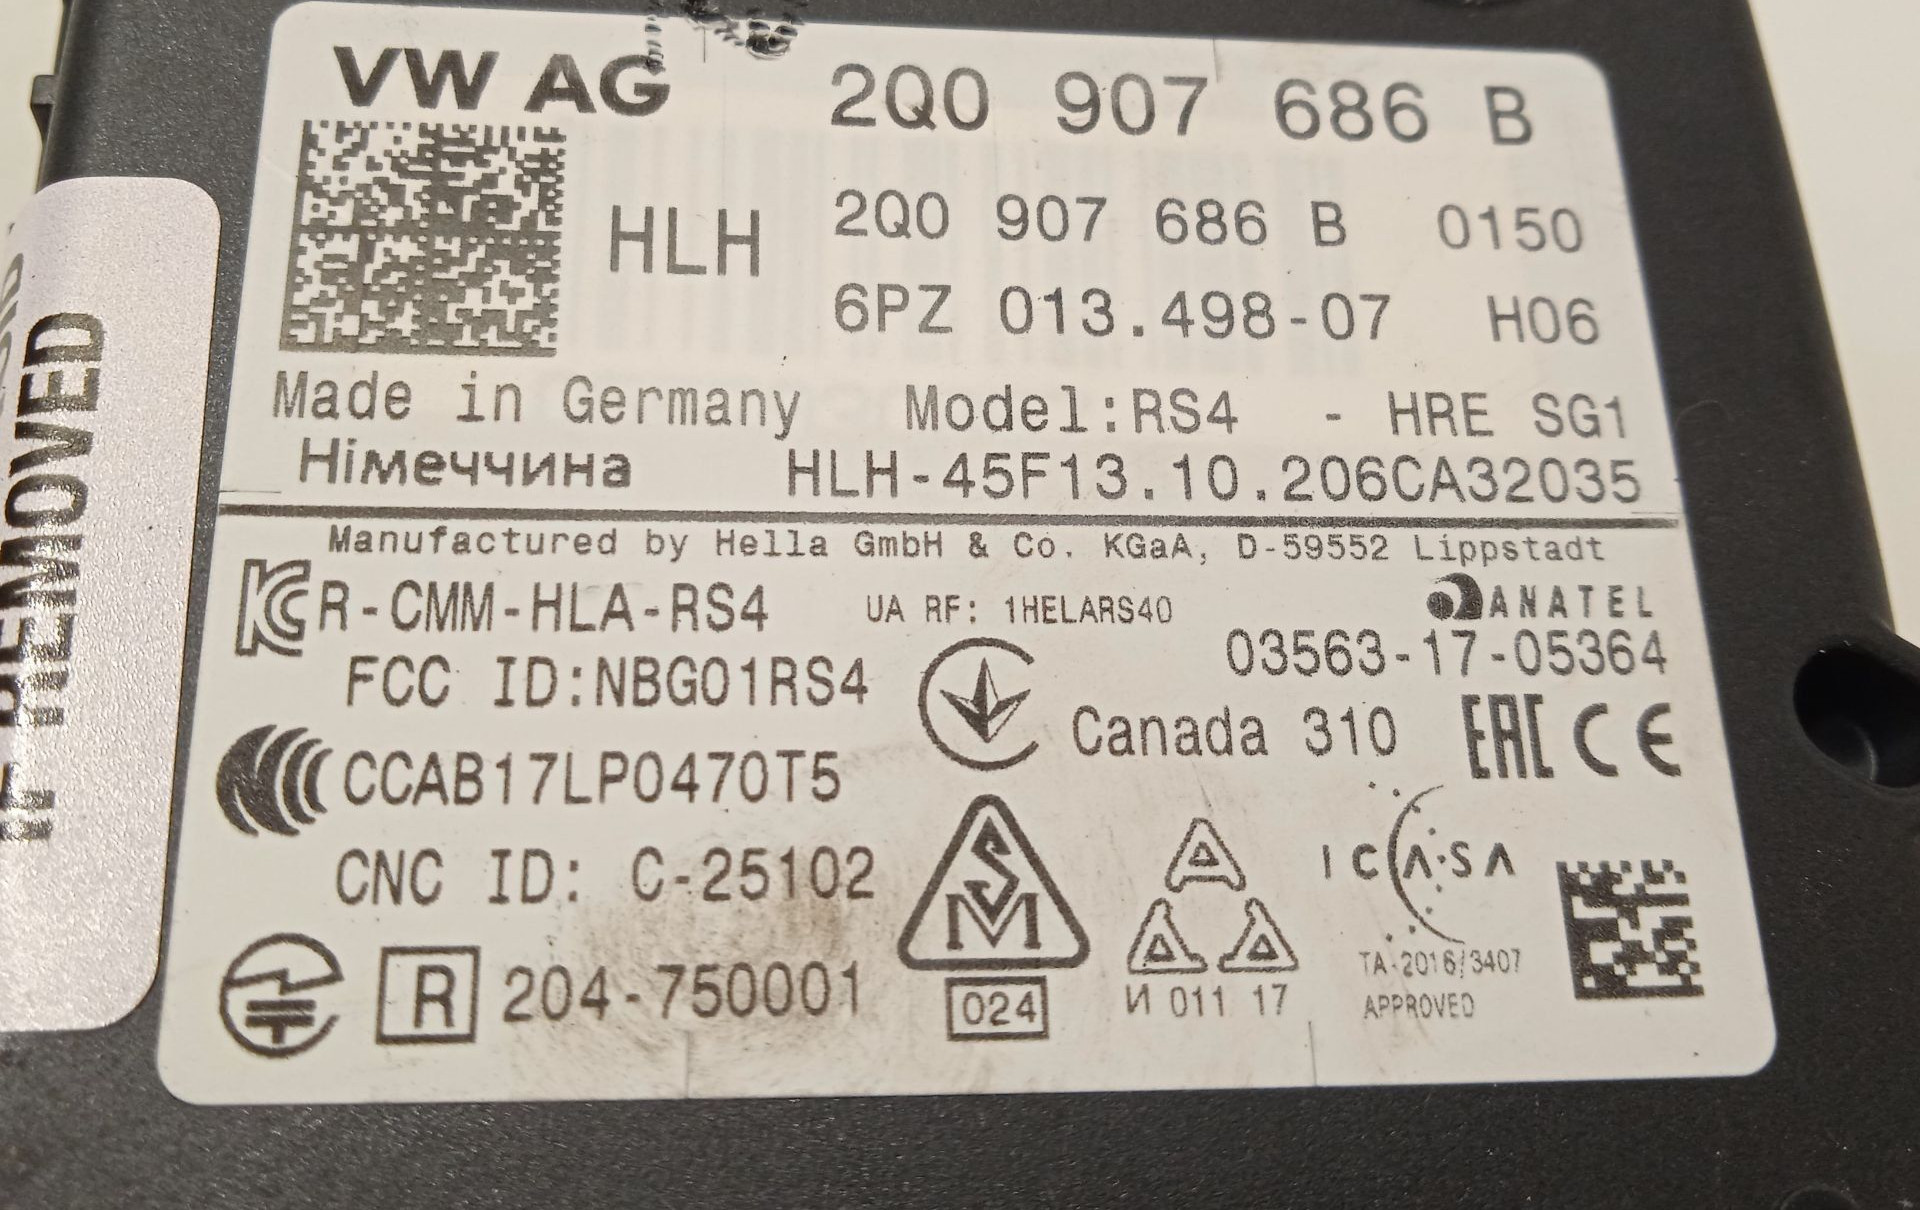 VW AG 2Q0 907 686 B
HLH 2Q0 907 686 B 0150
6PZ 013.498-07 H06
Made in Germany Model:RS4 - HRE SG1
Німеччина HLH-45F13.10.206CA32035
Manufactured by Hella GmbH & Co. KGaA, D-59552 Lippstadt
R-CMM-HLA-RS4 UA RF: 1HELARS40 ANATEL
03563-17-05364
FCC ID:NBG01RS4
Canada 310 EAC CE
CCAB17LP0470T5
CNC ID: C-25102
SM
ICASA
R 204-750001
024
И 011 17
TA-2016/3407
APPROVED
IF REMOVED